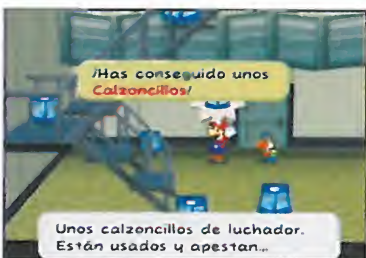 ¡Has conseguido unos
Calzoncillos!
Unos calzoncillos de luchador.
Están usados y apestan...